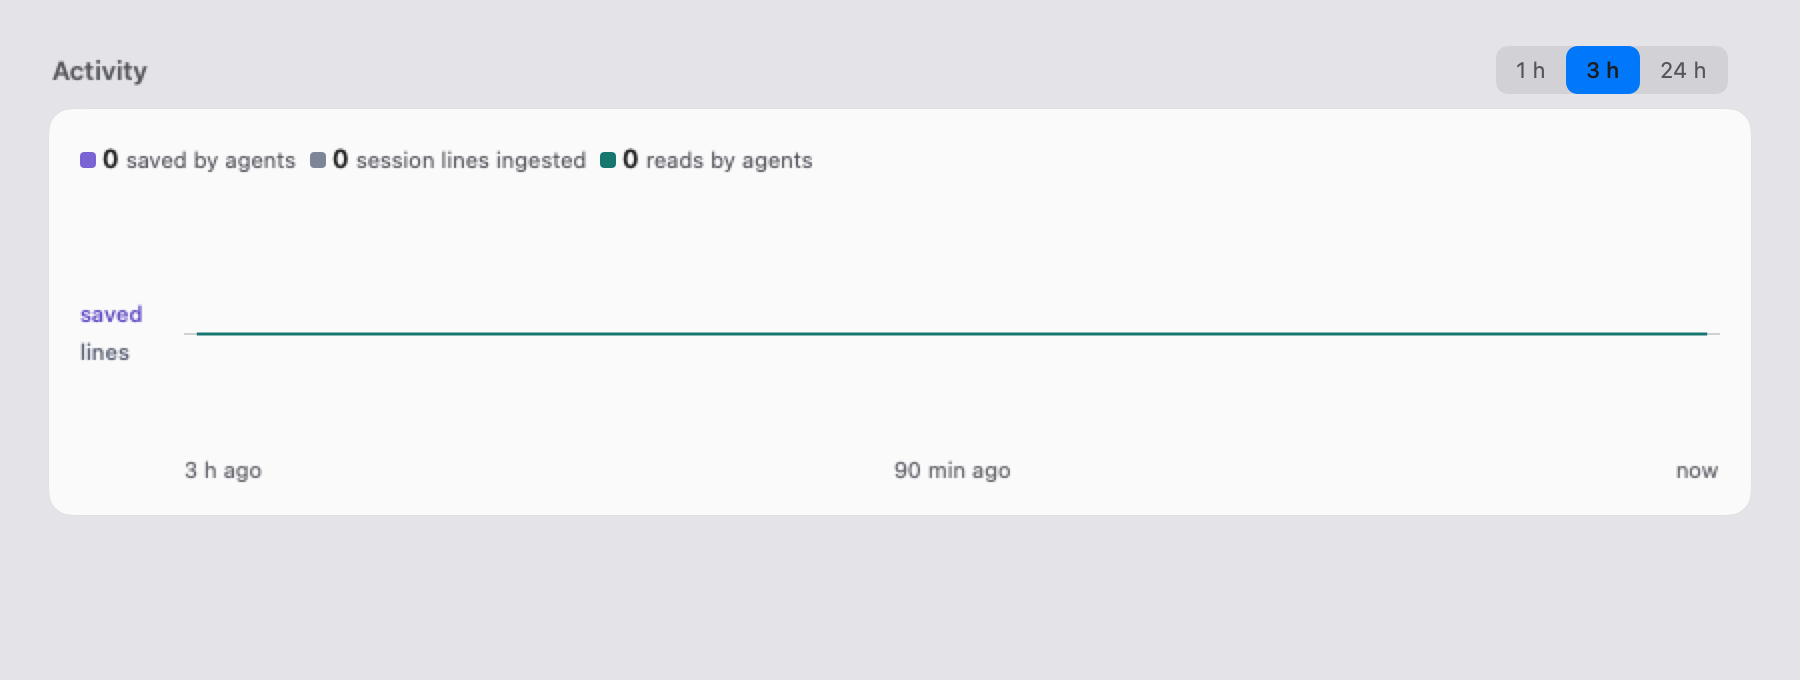 Activity
1 h 3 h 24 h
0 saved by agents 0 session lines ingested 0 reads by agents
saved
lines
3 h ago 90 min ago now